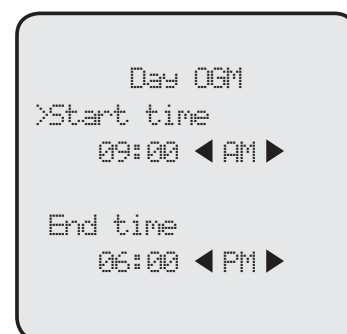 Day OGM
>Start time
09:00 ◀ AM ▶
End time
06:00 ◀ PM ▶